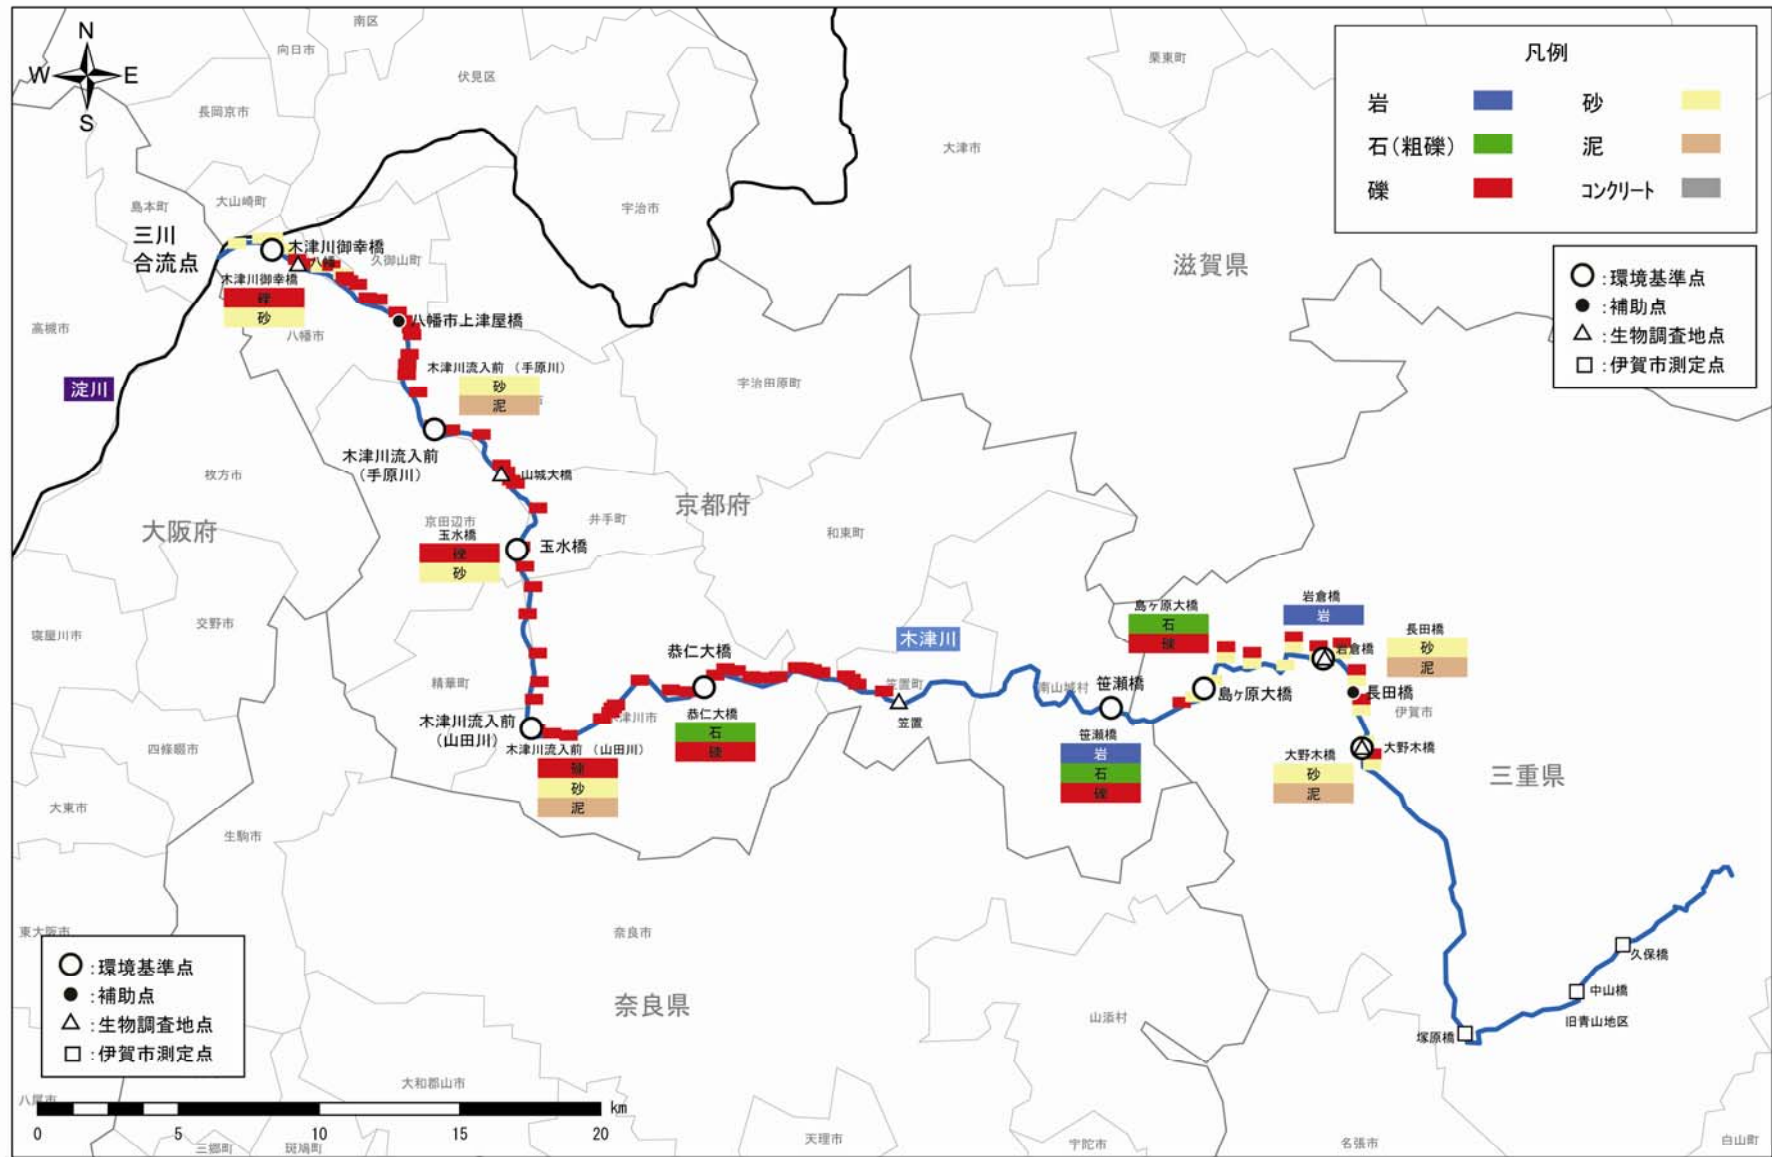 N
W E
S
南区
向日市
伏見区
長岡京市
栗東町
大津市
凡例
岩
砂
石(粗礫)
泥
礫
コンクリート
島本町
大山崎町
宇治市
三川
合流点
木津川御幸橋
八幡
久御山町
滋賀県
○:環境基準点
●:補助点
△:生物調査地点
□:伊賀市測定点
木津川御幸橋
礫
砂
高槻市
八幡市
八幡市上津屋橋
淀川
木津川流入前 (手原川)
砂
泥
宇治田原町
木津川流入前
(手原川)
枚方市
山城大橋
大阪府
京田辺市
井手町
京都府
和束町
玉水橋
礫
砂
玉水橋
寝屋川市
交野市
木津川
島ヶ原大橋
石
礫
岩倉橋
岩
岩倉橋
長田橋
砂
泥
恭仁大橋
精華町
笠置町
南山城村
笹瀬橋
島ヶ原大橋
長田橋
伊賀市
木津川流入前
(山田川)
木津川市
笠置
恭仁大橋
石
礫
笹瀬橋
岩
石
礫
木津川流入前 (山田川)
礫
砂
泥
大野木橋
砂
泥
大野木橋
四條畷市
三重県
大東市
生駒市
東大阪市
奈良市
○:環境基準点
●:補助点
△:生物調査地点
□:伊賀市測定点
奈良県
山添村
久保橋
中山橋
旧青山地区
塚原橋
八尾市
大和郡山市
km
0 5 10 15 20
三郷町
斑鳩町
天理市
宇陀市
名張市
白山町